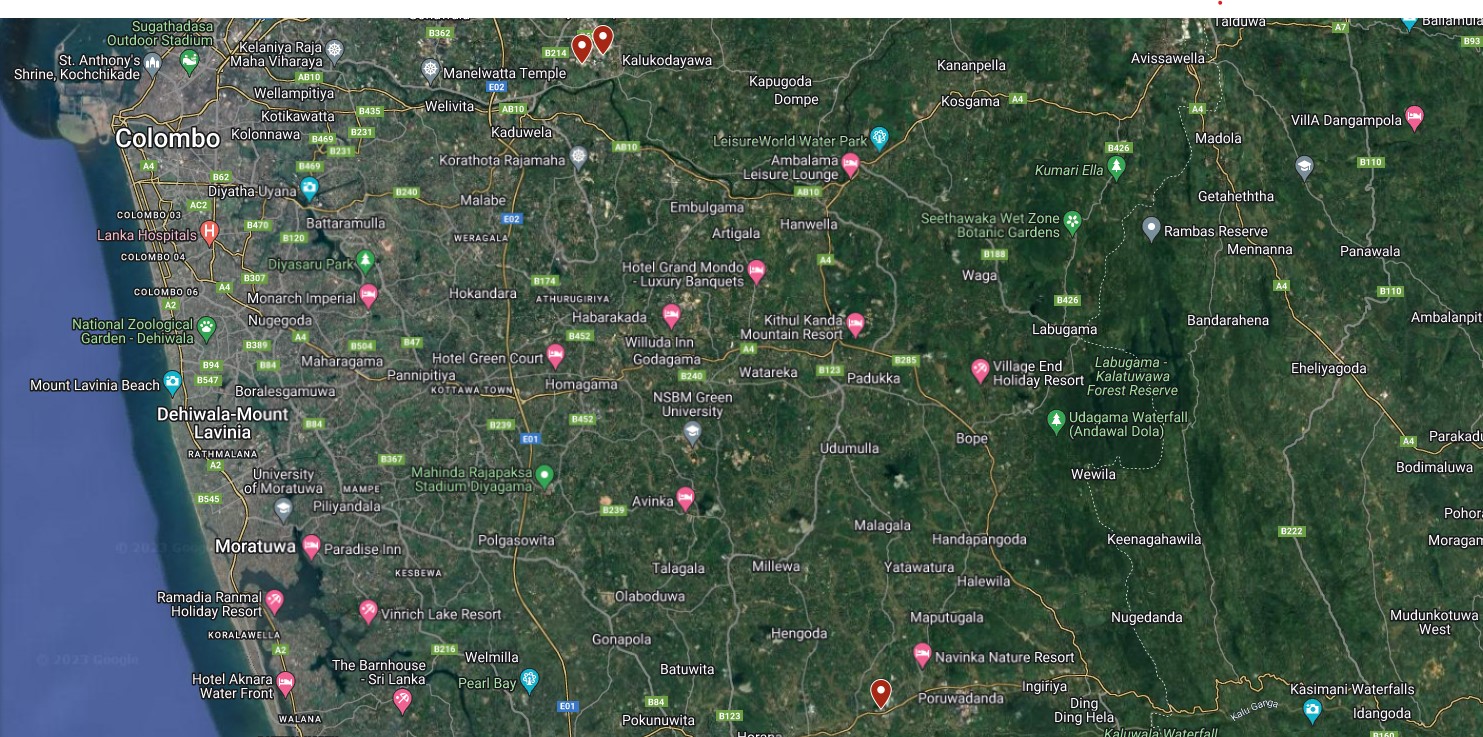 Sugathadasa
Outdoor Stadium
B362
Talduwa
A7
Ballamula
B93
Kelaniya Raja
Maha Viharaya
B214
Kalukodayawa
St. Anthony's
Shrine, Kochchikade
Manelwatta Temple
Kananpella
Avissawella
AB10
E02
Kapugoda
Dompe
Wellampitiya
Welivita
AB10
Kosgama
A4
A4
Kotikawatta
B435
VillA Dangampola
Colombo
Kolonnawa
B469
B231
B231
Kaduwela
AB10
LeisureWorld Water Park
Madola
B426
A4
B469
Korathota Rajamaha
Ambalama
Leisure Lounge
Kumari Ella
B110
B62
Diyatha Uyana
B240
AB10
Malabe
Getaheththa
AC2
Embulgama
COLOMBO 03
Battaramulla
E02
Hanwella
Seethawaka Wet Zone
Botanic Gardens
B470
Lanka Hospitals
B120
WERAGALA
Artigala
Rambas Reserve
Mennanna
Panawala
COLOMBO 04
Diyasaru Park
A4
B188
Hotel Grand Mondo
- Luxury Banquets
Waga
B307
B174
A4
A4
COLOMBO 06
Monarch Imperial
Hokandara
ATHURUGIRIYA
B426
B110
A2
Nugegoda
Habarakada
Kithul Kanda
Mountain Resort
Labugama
Bandarahena
Ambalanpit
National Zoological
Garden - Dehiwala
A4
B389
B504
B47
B452
Willuda Inn
Godagama
A4
B285
B94
B84
Maharagama
Hotel Green Court
Labugama -
Kalatuwawa
Forest Reserve
Eheliyagoda
Mount Lavinia Beach
B547
Pannipitiya
Homagama
B240
Watareka
B123
Padukka
Village End
Holiday Resort
Boralesgamuwa
KOTTAWA TOWN
NSBM Green
University
Dehiwala-Mount
Lavinia
B84
B239
B452
Udagama Waterfall
(Andawal Dola)
E01
Bope
A4
Parakadu
RATHMALANA
Udumulla
A2
B367
Bodimaluwa
University
of Moratuwa
MAMPE
Mahinda Rajapaksa
Stadium Diyagama
Wewila
B545
Piliyandala
Avinka
B239
Pohor
Malagala
B222
Moratuwa
Paradise Inn
Polgasowita
Handapangoda
Keenagahawila
Moragam
KESBEWA
Talagala
Millewa
Yatawatura
Halewila
Ramadia Ranmal
Holiday Resort
Olaboduwa
Vinrich Lake Resort
Maputugala
Nugedanda
Mudunkotuwa
West
KORALAWELLA
Gonapola
Hengoda
A2
B216
Welmilla
Navinka Nature Resort
The Barnhouse
- Sri Lanka
Batuwita
Hotel Aknara
Water Front
Pearl Bay
Ingiriya
Kasimani Waterfalls
Poruwadanda
B84
E01
Ding
Ding Hela
Kalu Ganga
Idangoda
WALANA
Pokunuwita
B123
Horana
Kaluwala Waterfall
B160